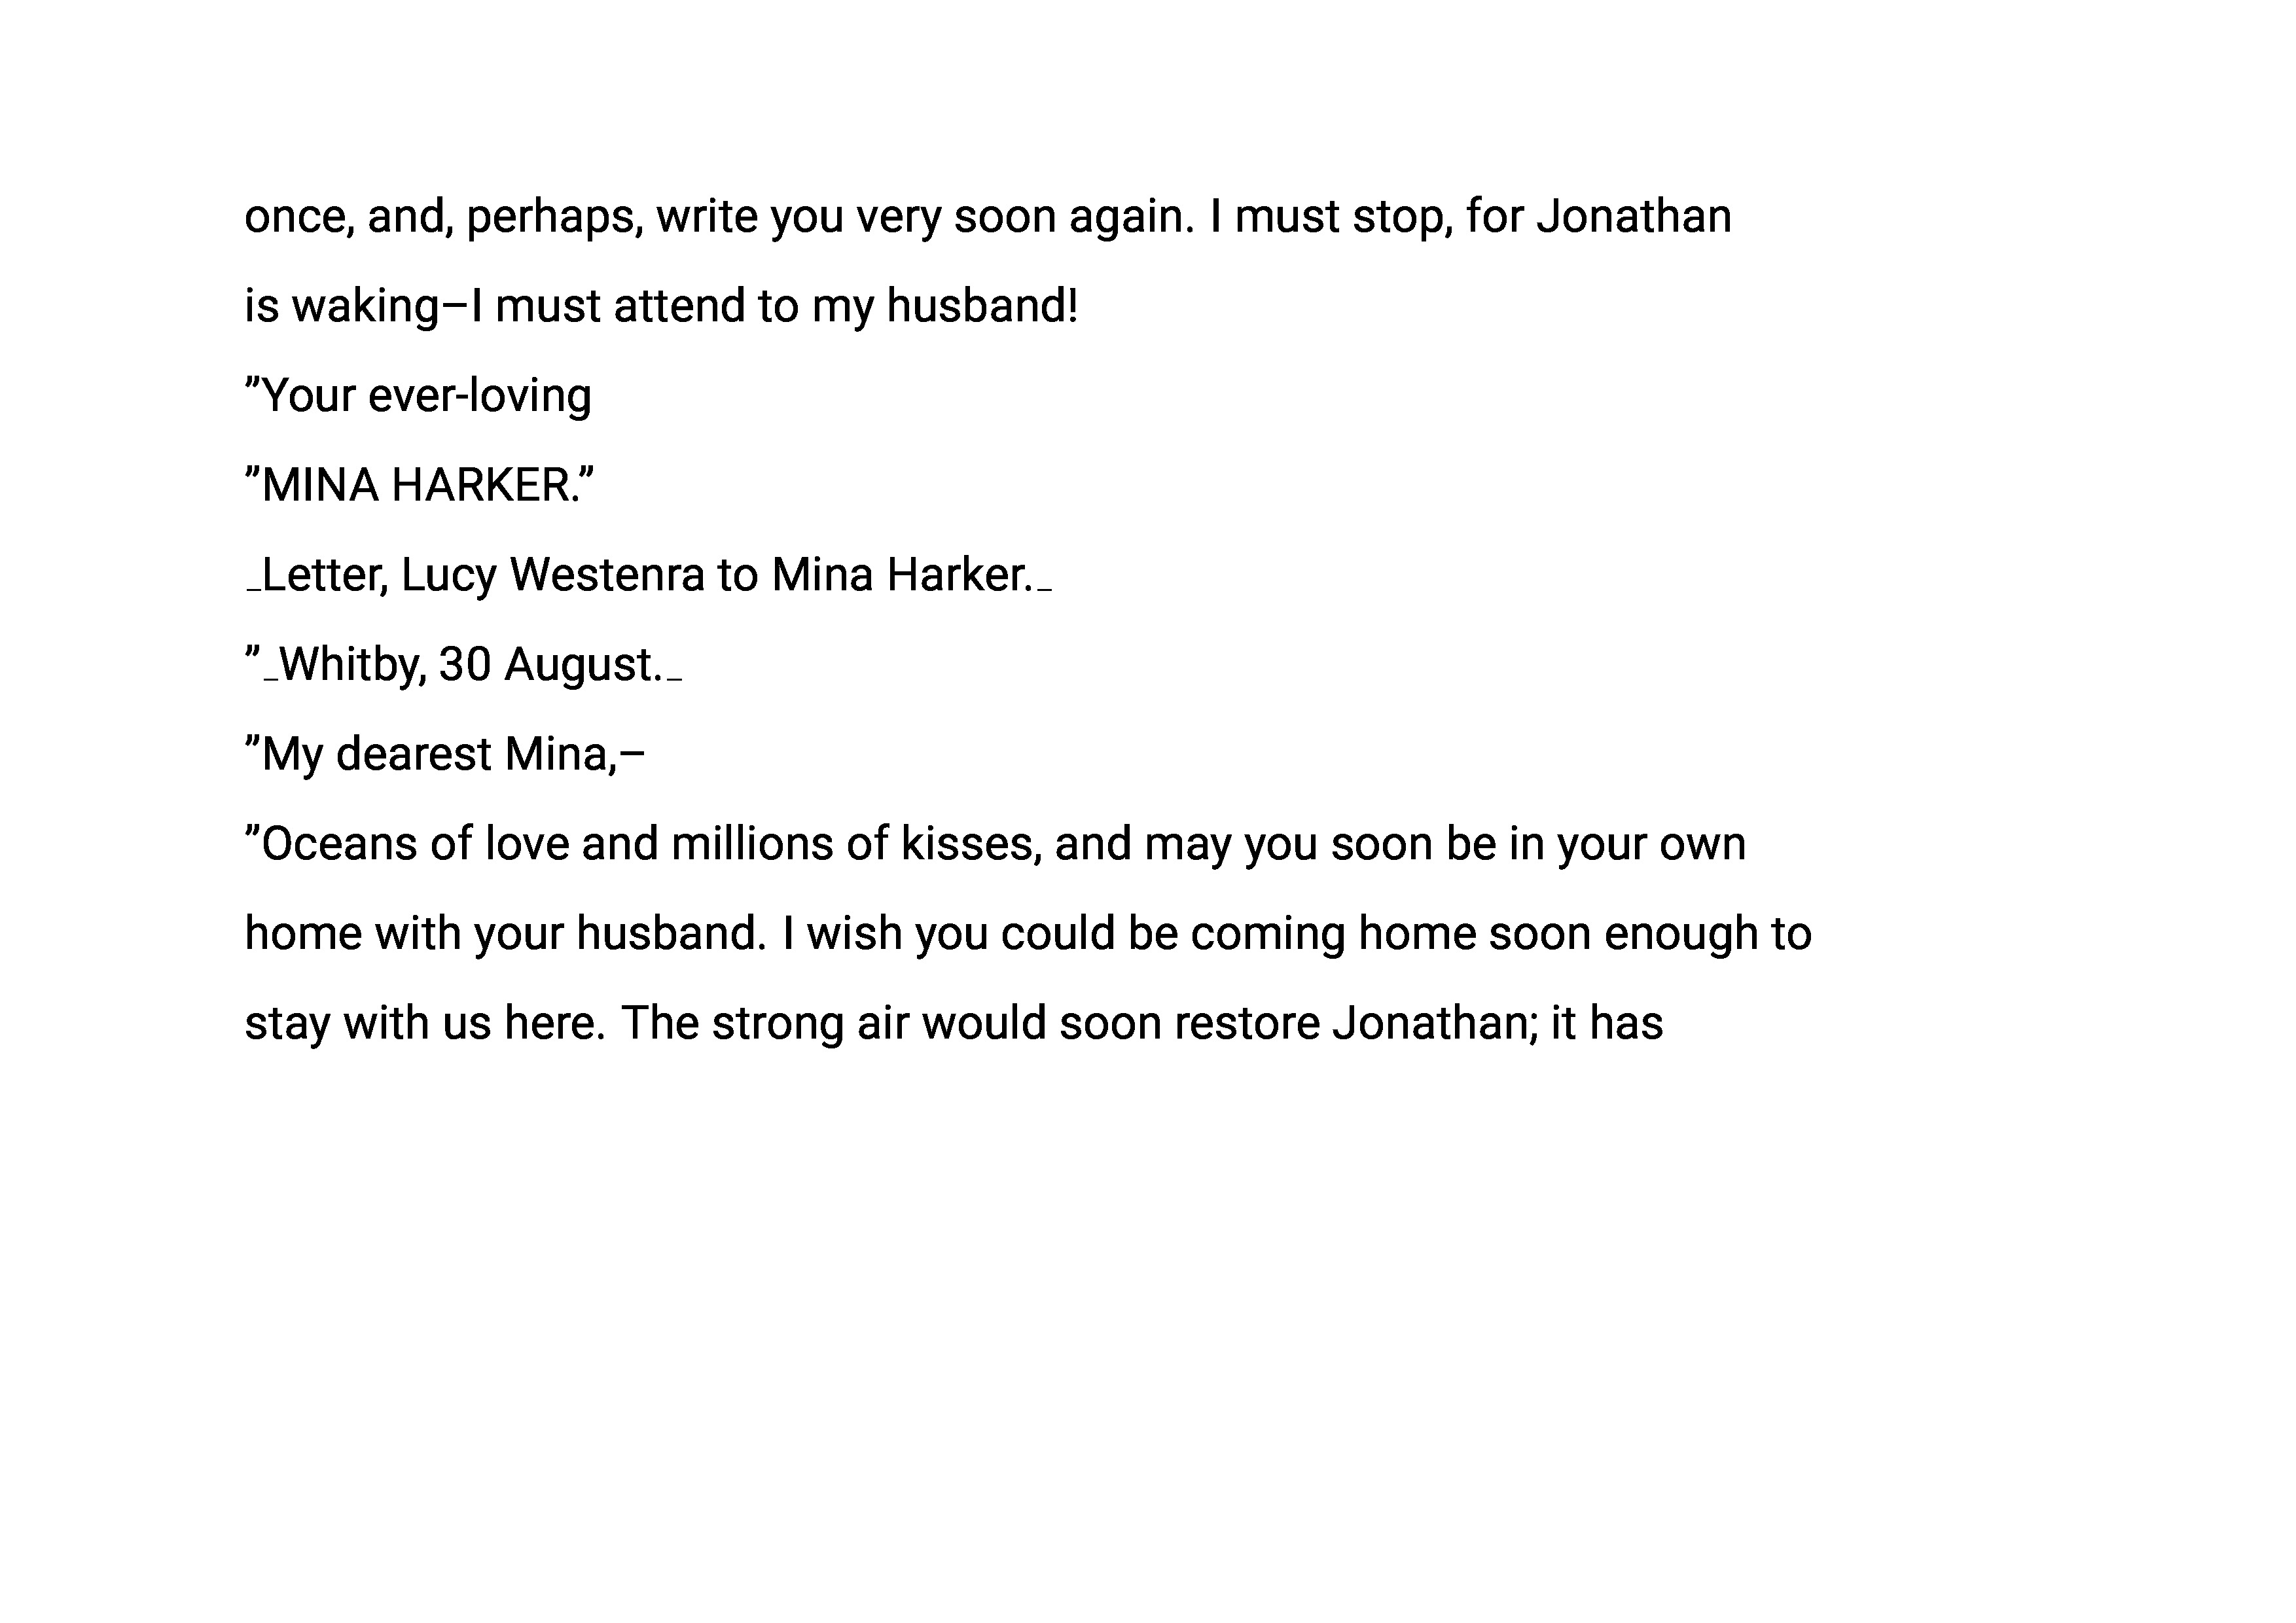 once, and, perhaps, write you very soon again. I must stop, for Jonathan
is waking–I must attend to my husband!
”Your ever-loving
”MINA HARKER.”
_Letter, Lucy Westenra to Mina Harker._
”_Whitby, 30 August._
”My dearest Mina,–
”Oceans of love and millions of kisses, and may you soon be in your own
home with your husband. I wish you could be coming home soon enough to
stay with us here. The strong air would soon restore Jonathan; it has